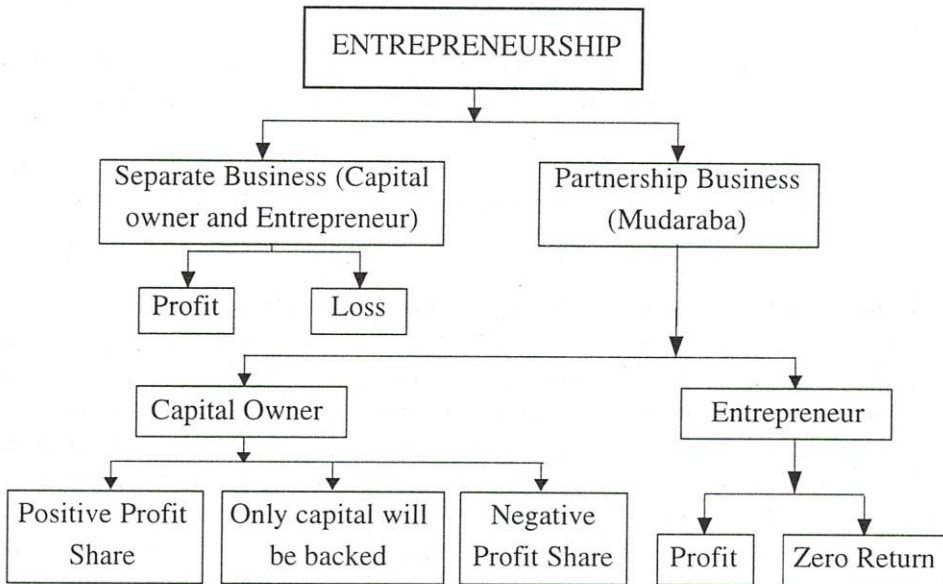 ENTREPRENEURSHIP
Separate Business (Capital
owner and Entrepreneur)
Partnership Business
(Mudaraba)
Profit
Loss
Capital Owner
Entrepreneur
Positive Profit
Share
Only capital will
be backed
Negative
Profit Share
Profit
Zero Return